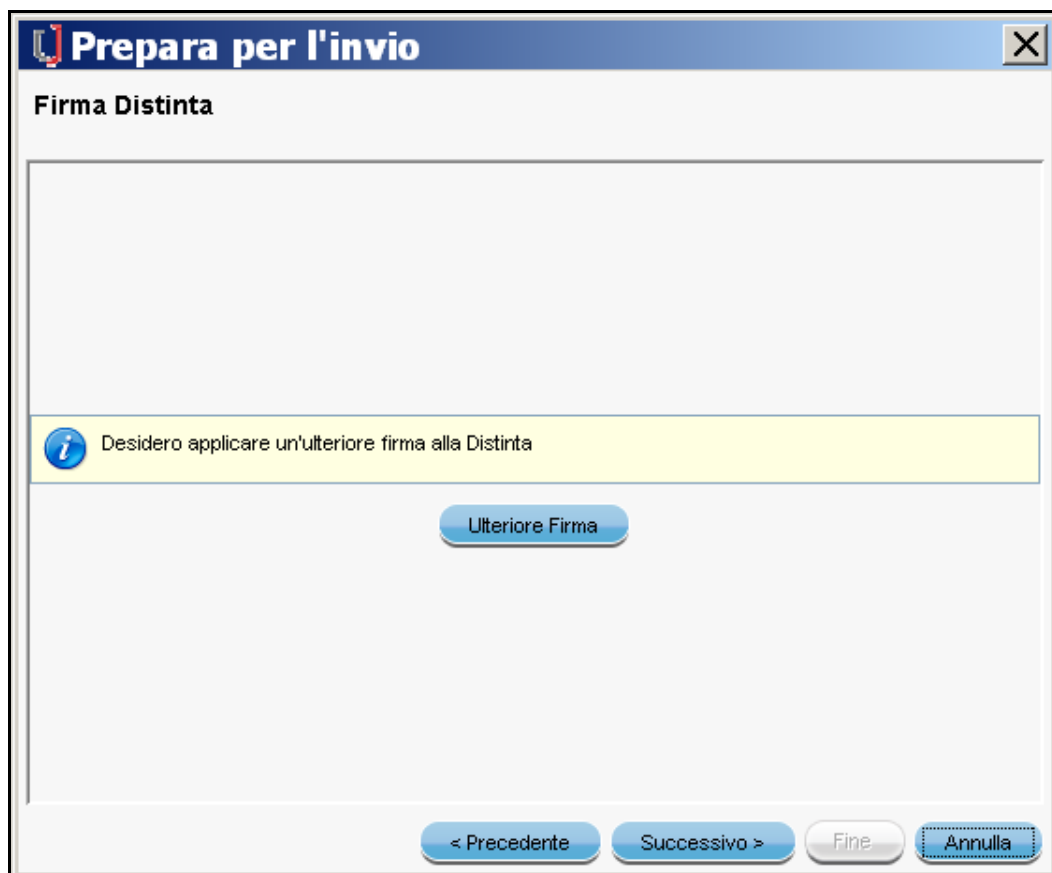 Prepara per l'invio
Firma Distinta
Desidero applicare un'ulteriore firma alla Distinta
Ulteriore Firma
< Precedente Successivo > Fine Annulla